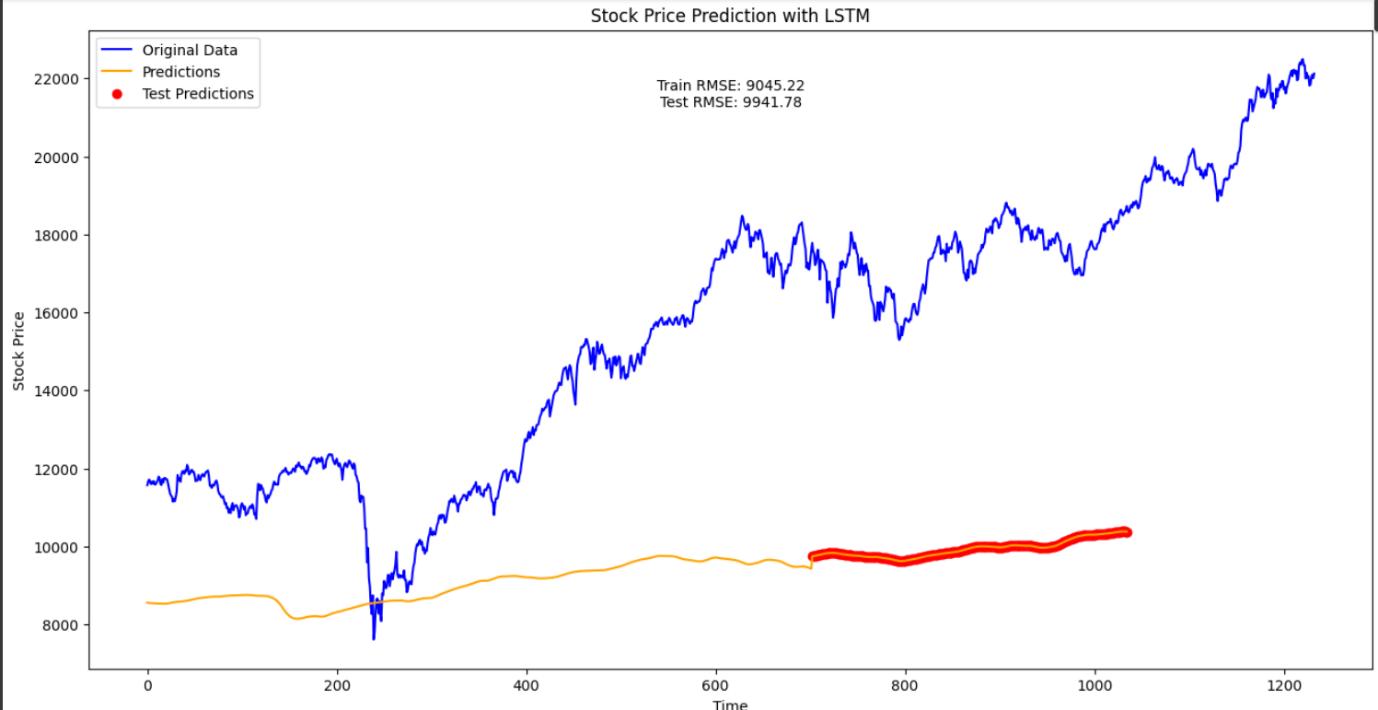 Stock Price Prediction with LSTM
Original Data
Predictions
Test Predictions
Train RMSE: 9045.22
Test RMSE: 9941.78
Stock Price
22000
20000
18000
16000
14000
12000
10000
8000
0 200 400 600 800 1000 1200
Time